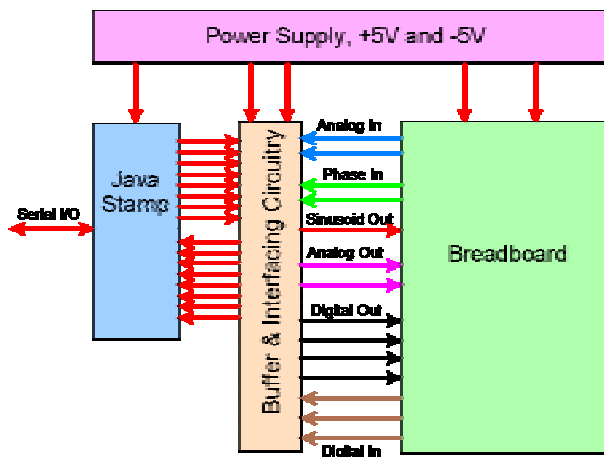 Power Supply, +5V and -5V
Java
Stamp
Serial I/O
Buffer & Interfacing Circuitry
Analog In
Phase In
Sinusoid Out
Analog Out
Digital Out
Digital In
Breadboard